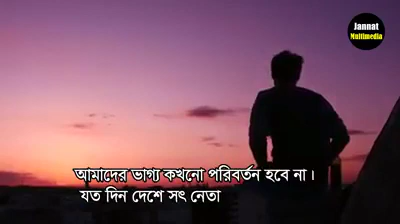 Jannat
Multimedia
আমাদের ভাগ্য কখনো পরিবর্তন হবে না।
যত দিন দেশে সৎ নেতা